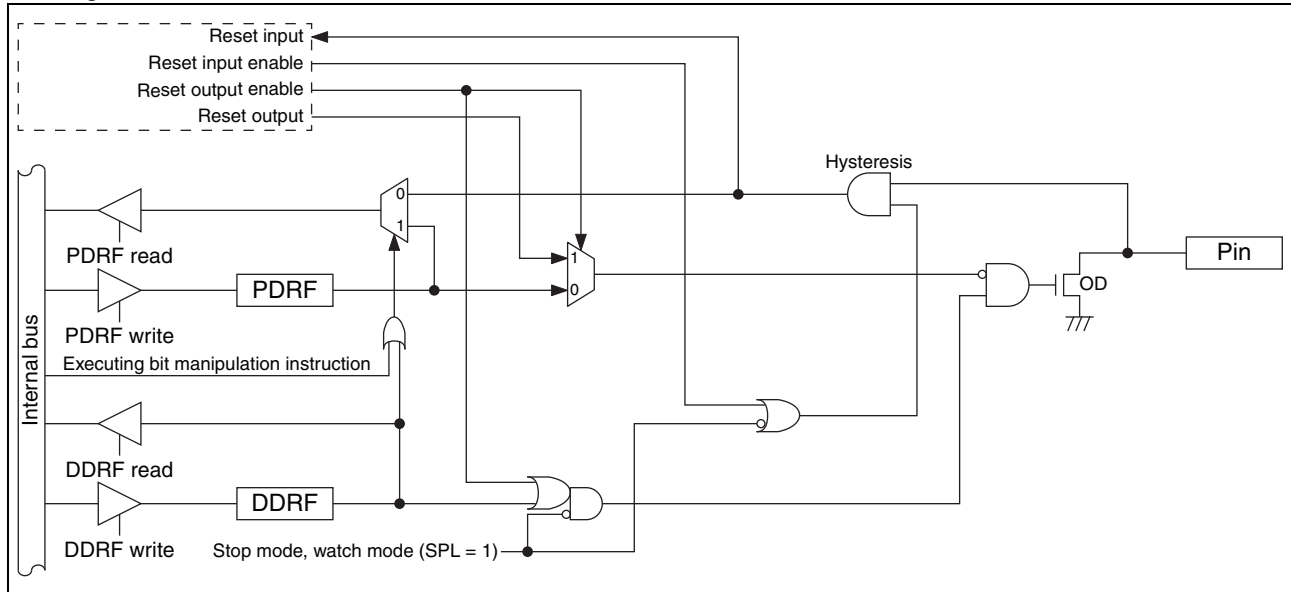 Reset input
Reset input enable
Reset output enable
Reset output
Hysteresis
0
1
PDRF read
1
Pin
PDRF
0
OD
PDRF write
Executing bit manipulation instruction
Internal bus
DDRF read
DDRF
DDRF write
Stop mode, watch mode (SPL = 1)